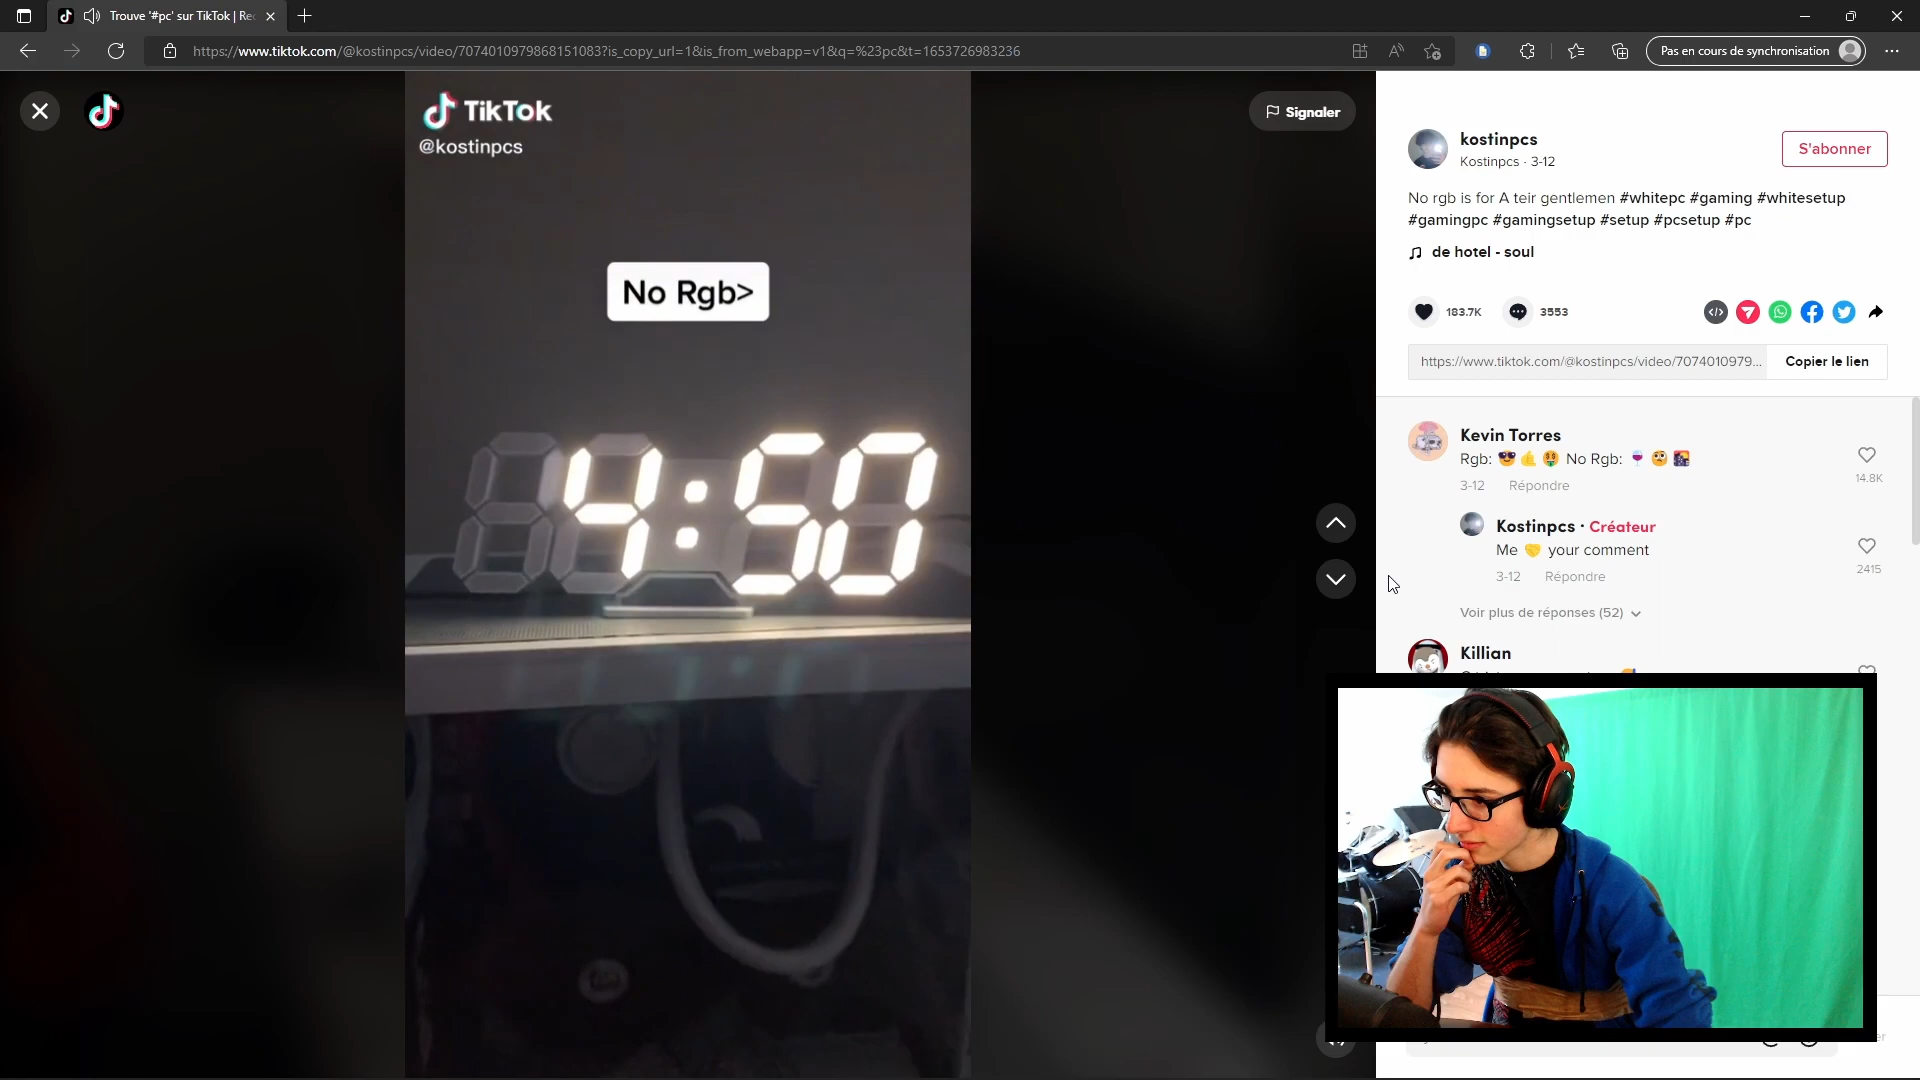 Trouve '#pc' sur TikTok | Rec
https://www.tiktok.com/@kostinpcs/video/7074010979868151083?is_copy_url=1&is_from_webapp=v1&q=%23pc&t=1653726983236
Pas en cours de synchronisation
TikTok
@kostinpcs
Signaler
No Rgb>
4:50
kostinpcs
Kostinpcs · 3-12
S'abonner
No rgb is for A teir gentlemen #whitepc #gaming #whitesetup
#gamingpc #gamingsetup #setup #pcsetup #pc
de hotel - soul
183.7K
3553
https://www.tiktok.com/@kostinpcs/video/7074010979...
Copier le lien
Kevin Torres
Rgb: 😎🤙🤑 No Rgb: 🍷🧐🌇
3-12 Répondre
14.8K
Kostinpcs · Créateur
Me 🤝 your comment
3-12 Répondre
2415
Voir plus de réponses (52)
Killian